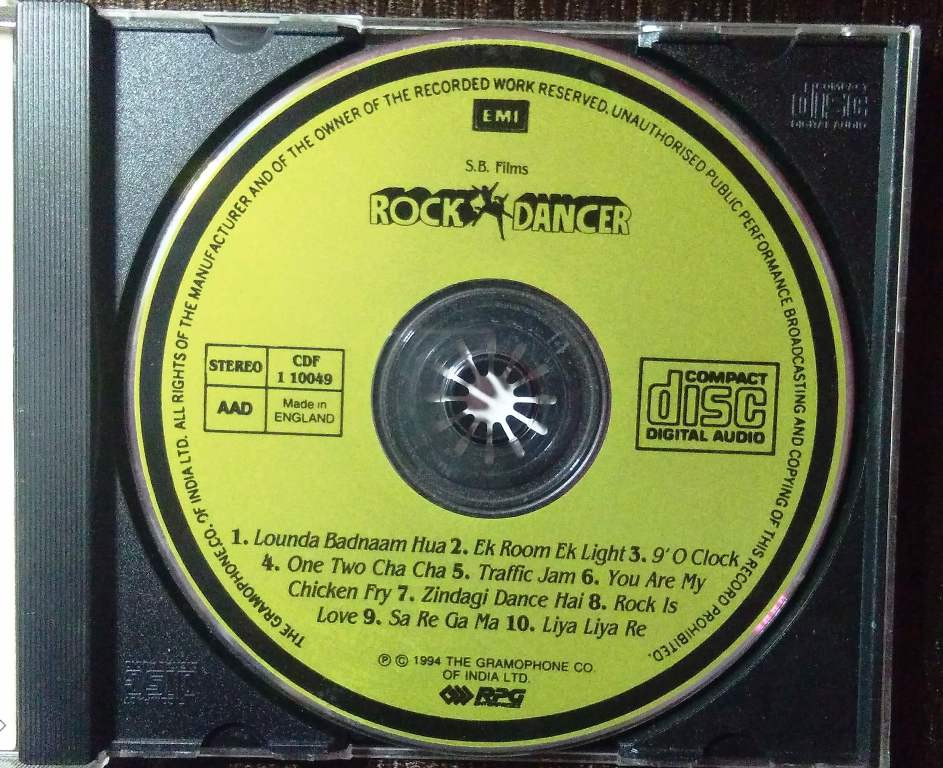 THE GRAMOPHONE CO. OF INDIA LTD. ALL RIGHTS OF THE MANUFACTURER AND OF THE OWNER OF THE RECORDED WORK RESERVED. UNAUTHORISED PUBLIC PERFORMANCE BROADCASTING AND COPYING OF THIS RECORD PROHIBITED.
EMI
S.B. Films
ROCK DANCER
STEREO
CDF
1 10049
AAD
Made in
ENGLAND
COMPACT
disc
DIGITAL AUDIO
1. Lounda Badnaam Hua 2. Ek Room Ek Light 3. 9' O Clock
4. One Two Cha Cha 5. Traffic Jam 6. You Are My
Chicken Fry 7. Zindagi Dance Hai 8. Rock Is
Love 9. Sa Re Ga Ma 10. Liya Liya Re
℗ © 1994 THE GRAMOPHONE CO.
OF INDIA LTD.
RPG
COMPACT
disc
DIGITAL AUDIO